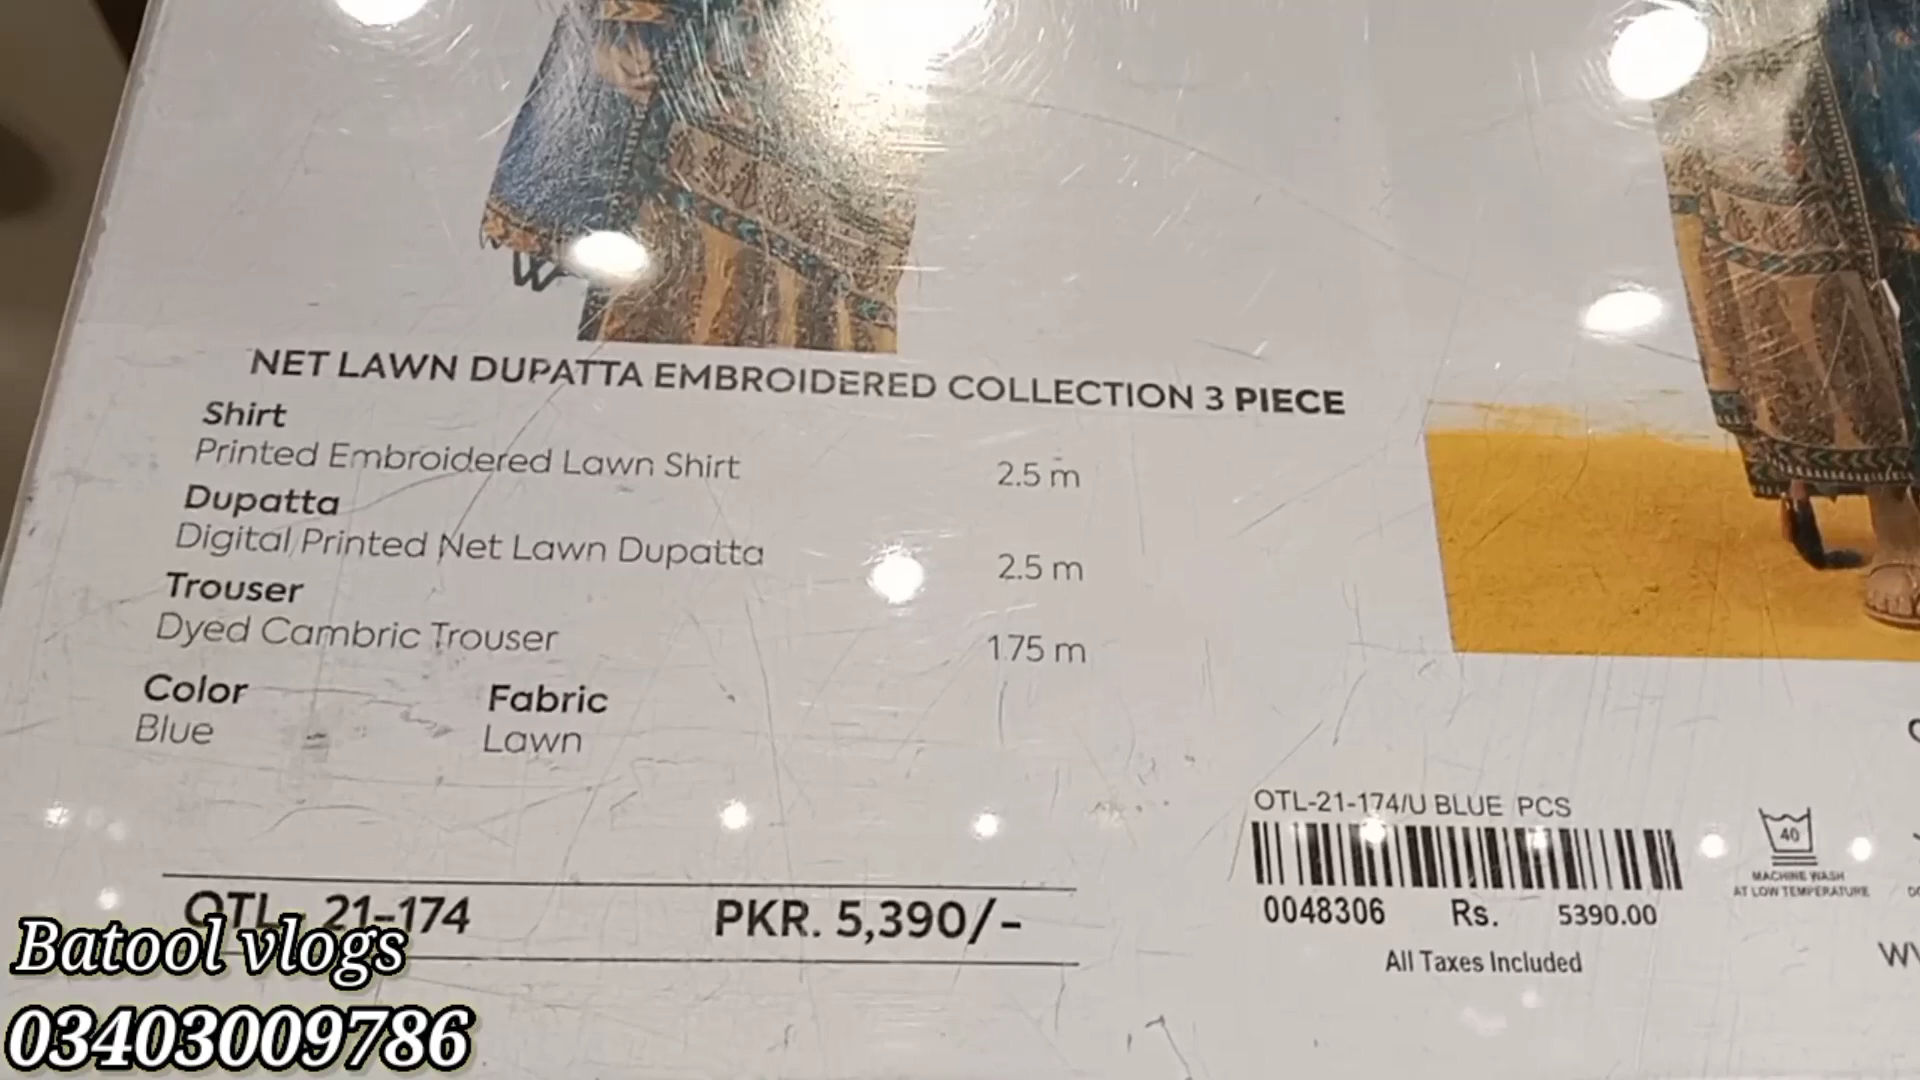 NET LAWN DUPATTA EMBROIDERED COLLECTION 3 PIECE
Shirt
Printed Embroidered Lawn Shirt 2.5 m
Dupatta
Digital Printed Net Lawn Dupatta 2.5 m
Trouser
Dyed Cambric Trouser 1.75 m
Color Fabric
Blue Lawn
OTL-21-174/U BLUE PCS
0048306 Rs. 5390.00
All Taxes Included
40
MACHINE WASH
AT LOW TEMPERATURE
OTL 21-174 PKR. 5,390/-
Batool vlogs
03403009786